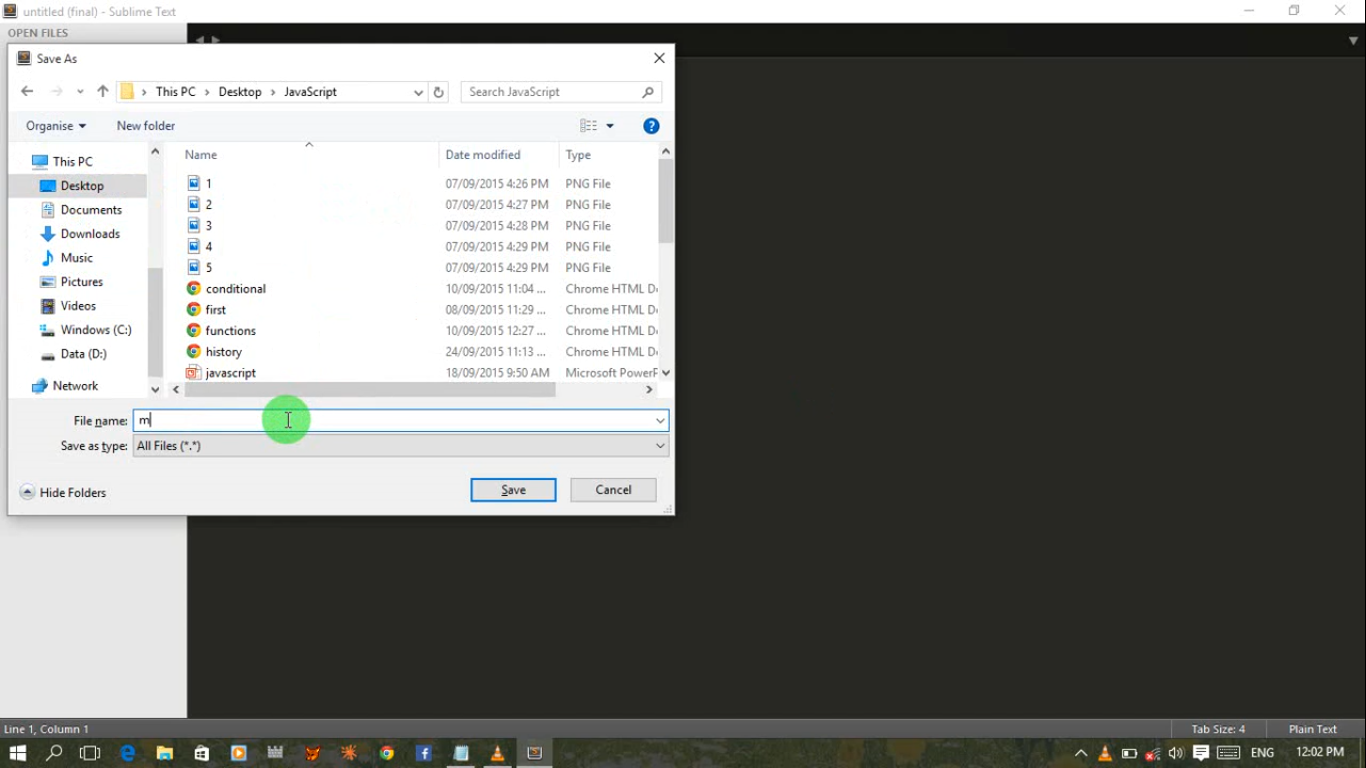 untitled (final) - Sublime Text
OPEN FILES
Save As
This PC > Desktop > JavaScript
Search JavaScript
Organise
New folder
?
Name
Date modified
Type
This PC
Desktop
Documents
Downloads
Music
Pictures
Videos
Windows (C:)
Data (D:)
Network
1 07/09/2015 4:26 PM PNG File
2 07/09/2015 4:27 PM PNG File
3 07/09/2015 4:28 PM PNG File
4 07/09/2015 4:29 PM PNG File
5 07/09/2015 4:29 PM PNG File
conditional 10/09/2015 11:04 ... Chrome HTML D
first 08/09/2015 11:29 ... Chrome HTML D
functions 10/09/2015 12:27 ... Chrome HTML D
history 24/09/2015 11:13 ... Chrome HTML D
javascript 18/09/2015 9:50 AM Microsoft Power
File name: m
Save as type: All Files (*.*)
Hide Folders
Save
Cancel
Line 1, Column 1
Tab Size: 4
Plain Text
ENG
12:02 PM